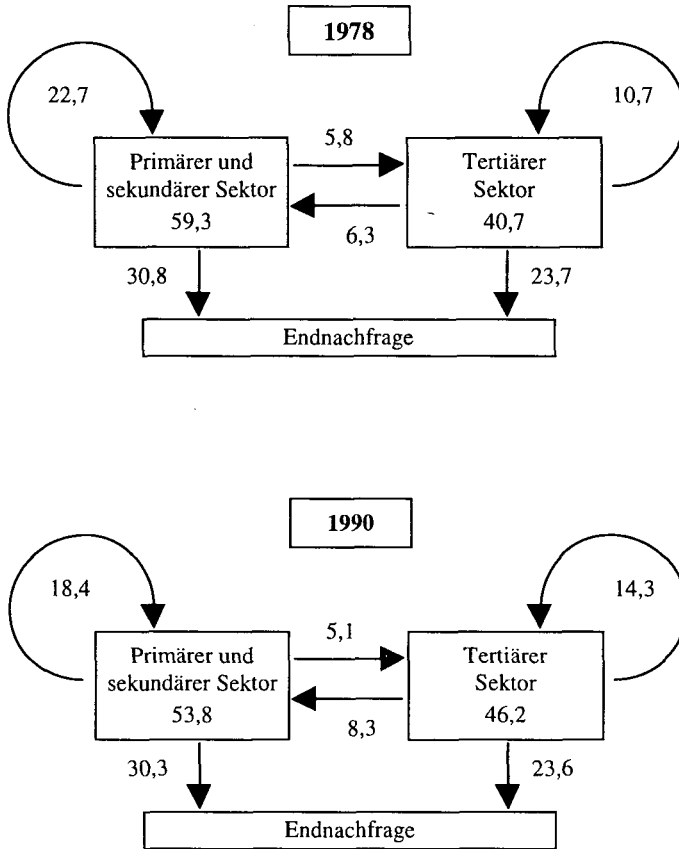 1978
22,7
10,7
5,8
Primärer und
sekundärer Sektor
59,3
Tertiärer
Sektor
40,7
6,3
30,8
23,7
Endnachfrage
1990
18,4
14,3
5,1
Primärer und
sekundärer Sektor
53,8
Tertiärer
Sektor
46,2
8,3
30,3
23,6
Endnachfrage